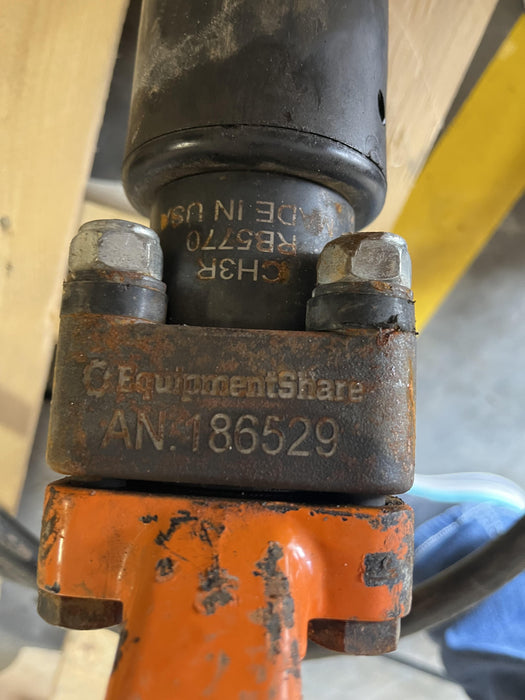 CH3R
RB5770
MADE IN USA
EquipmentShare
AN.186529